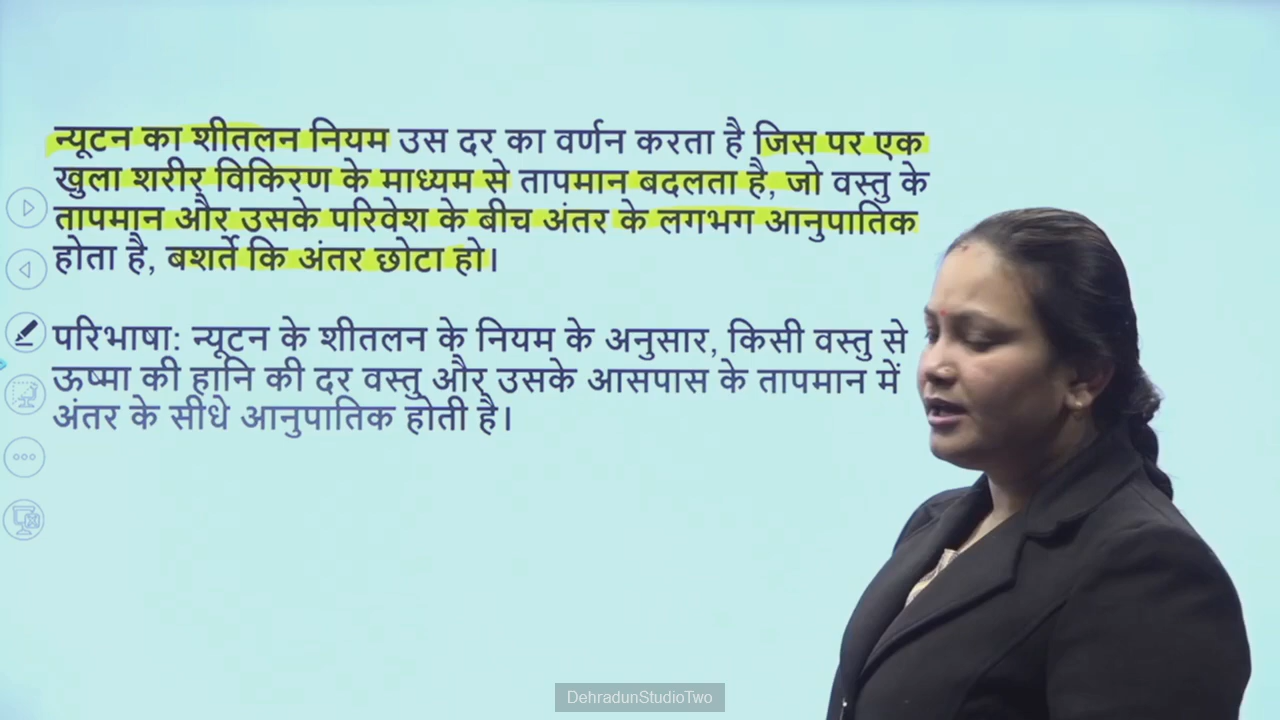 न्यूटन का शीतलन नियम उस दर का वर्णन करता है जिस पर एक
खुला शरीर विकिरण के माध्यम से तापमान बदलता है, जो वस्तु के
तापमान और उसके परिवेश के बीच अंतर के लगभग आनुपातिक
होता है, बशर्ते कि अंतर छोटा हो।
परिभाषा: न्यूटन के शीतलन के नियम के अनुसार, किसी वस्तु से
ऊष्मा की हानि की दर वस्तु और उसके आसपास के तापमान में
अंतर के सीधे आनुपातिक होती है।
DehradunStudioTwo